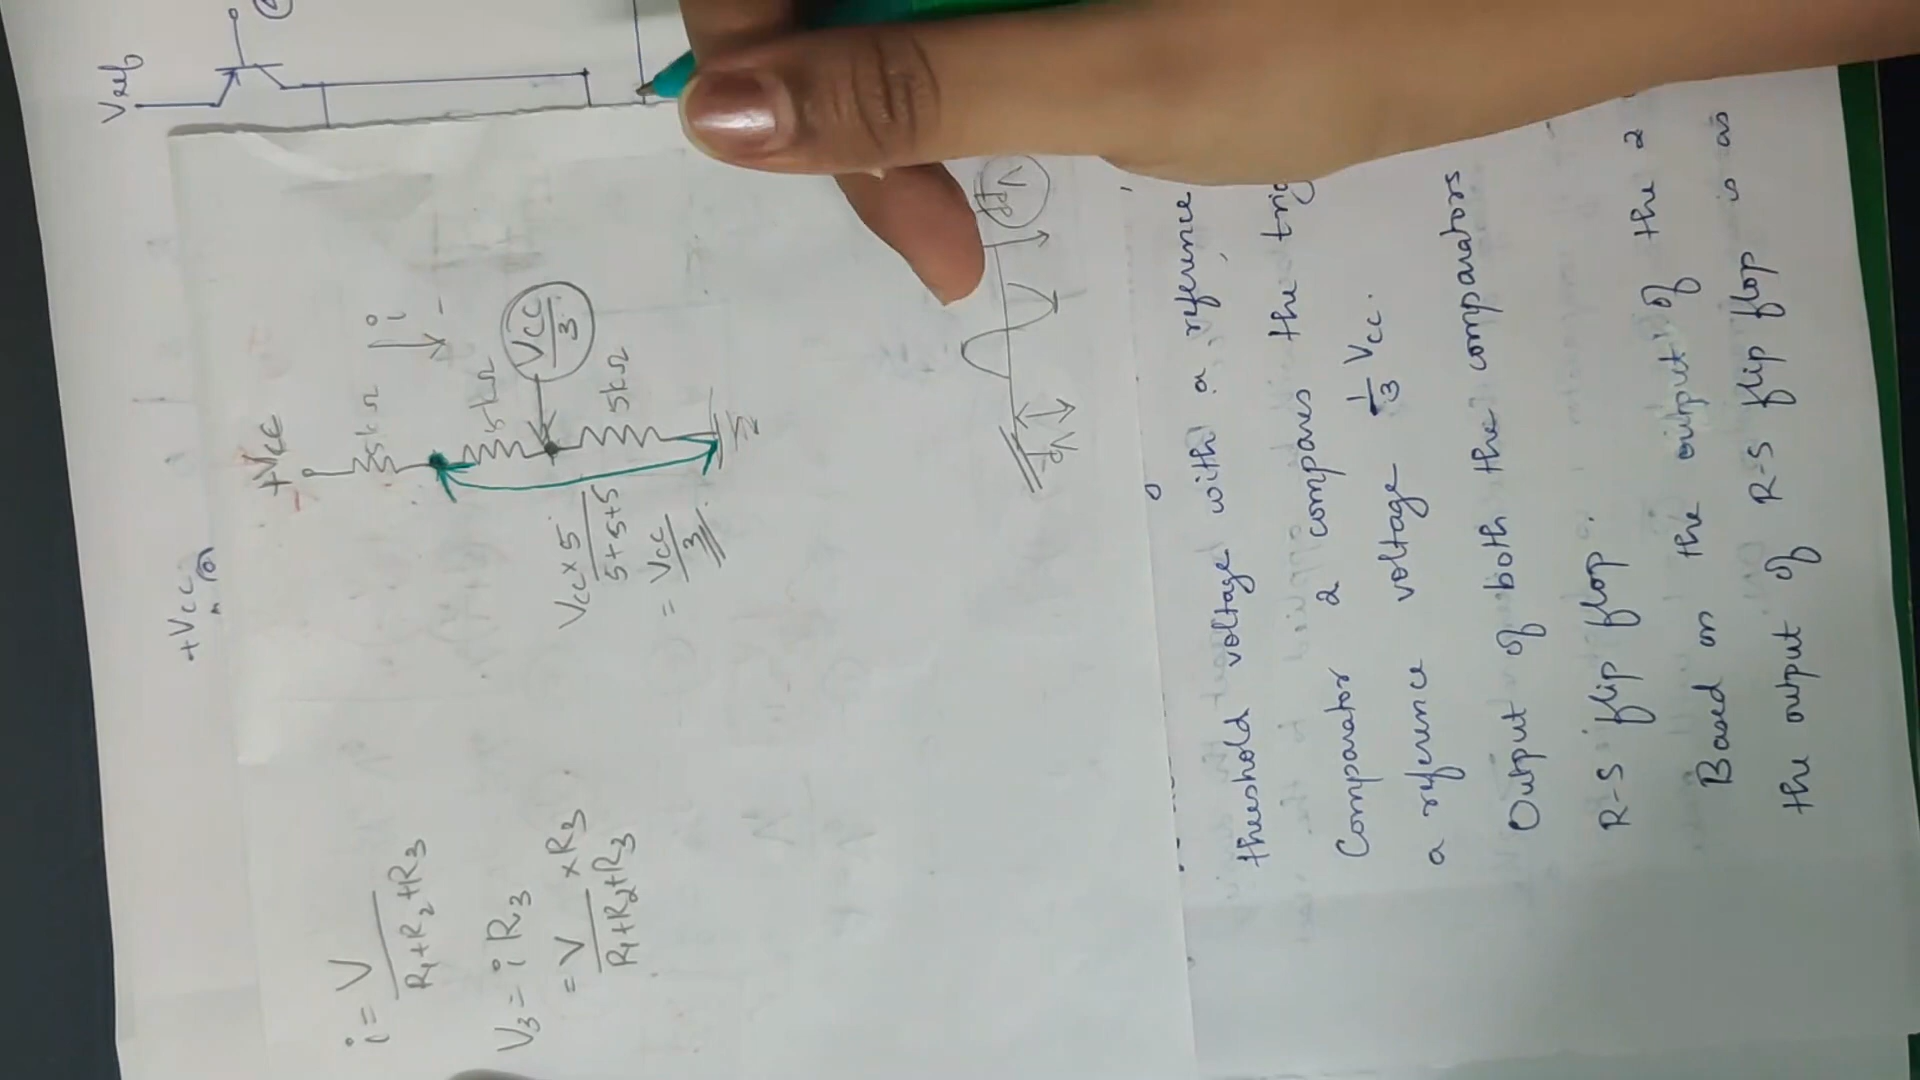 Vref
+Vcc
+Vcc
5kΩ
i
5kΩ
Vcc
3
5kΩ
Vcc × 5
5+5+5
= Vcc
3
i = V
R1+R2+R3
V3 = i R3
= V × R3
R1+R2+R3
threshold voltage with a reference
Comparator 2 compares the trig
a reference voltage 1/3 Vcc.
Output of both the comparators
R-S flip flop.
Based on the output of the 2
the output of R-S flip flop is as